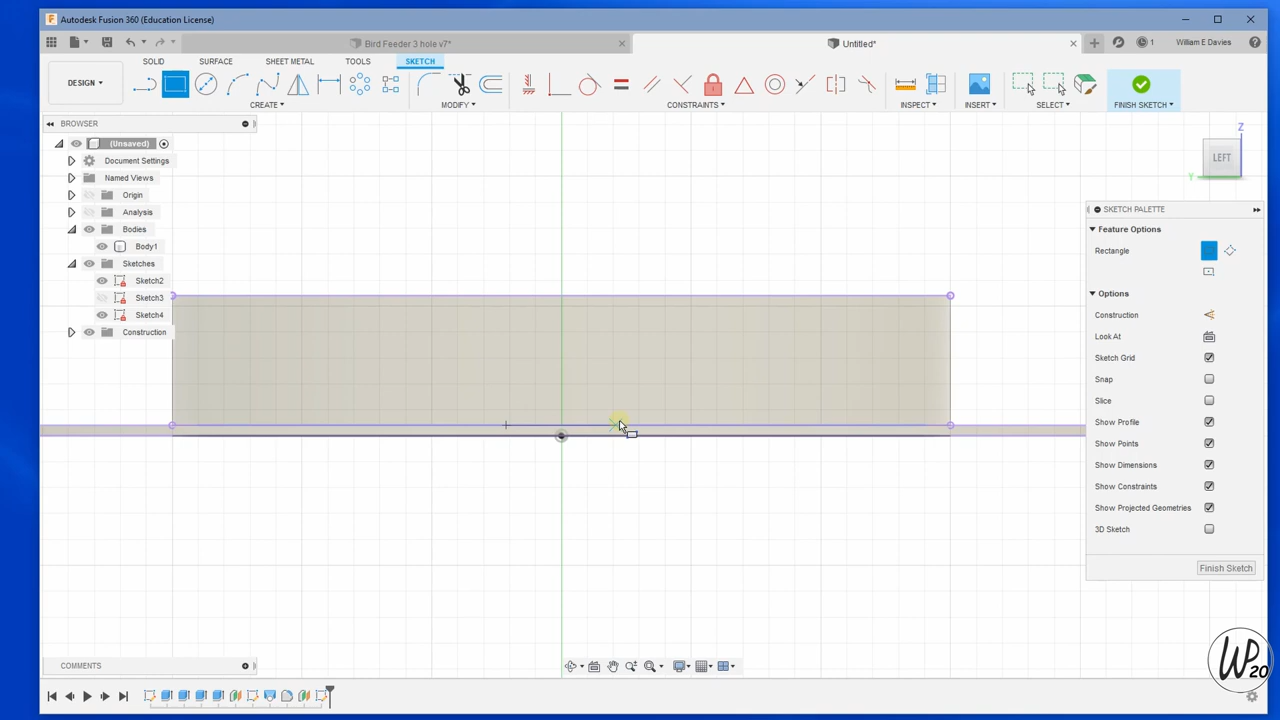 Autodesk Fusion 360 (Education License)
Bird Feeder 3 hole v7*
Untitled*
1
William E Davies
DESIGN
SOLID
SURFACE
SHEET METAL
TOOLS
SKETCH
CREATE
MODIFY
CONSTRAINTS
INSPECT
INSERT
SELECT
FINISH SKETCH
BROWSER
(Unsaved)
Document Settings
Named Views
Origin
Analysis
Bodies
Body1
Sketches
Sketch2
Sketch3
Sketch4
Construction
Z
LEFT
Y
SKETCH PALETTE
Feature Options
Rectangle
Options
Construction
Look At
Sketch Grid
Snap
Slice
Show Profile
Show Points
Show Dimensions
Show Constraints
Show Projected Geometries
3D Sketch
Finish Sketch
COMMENTS
WP
20